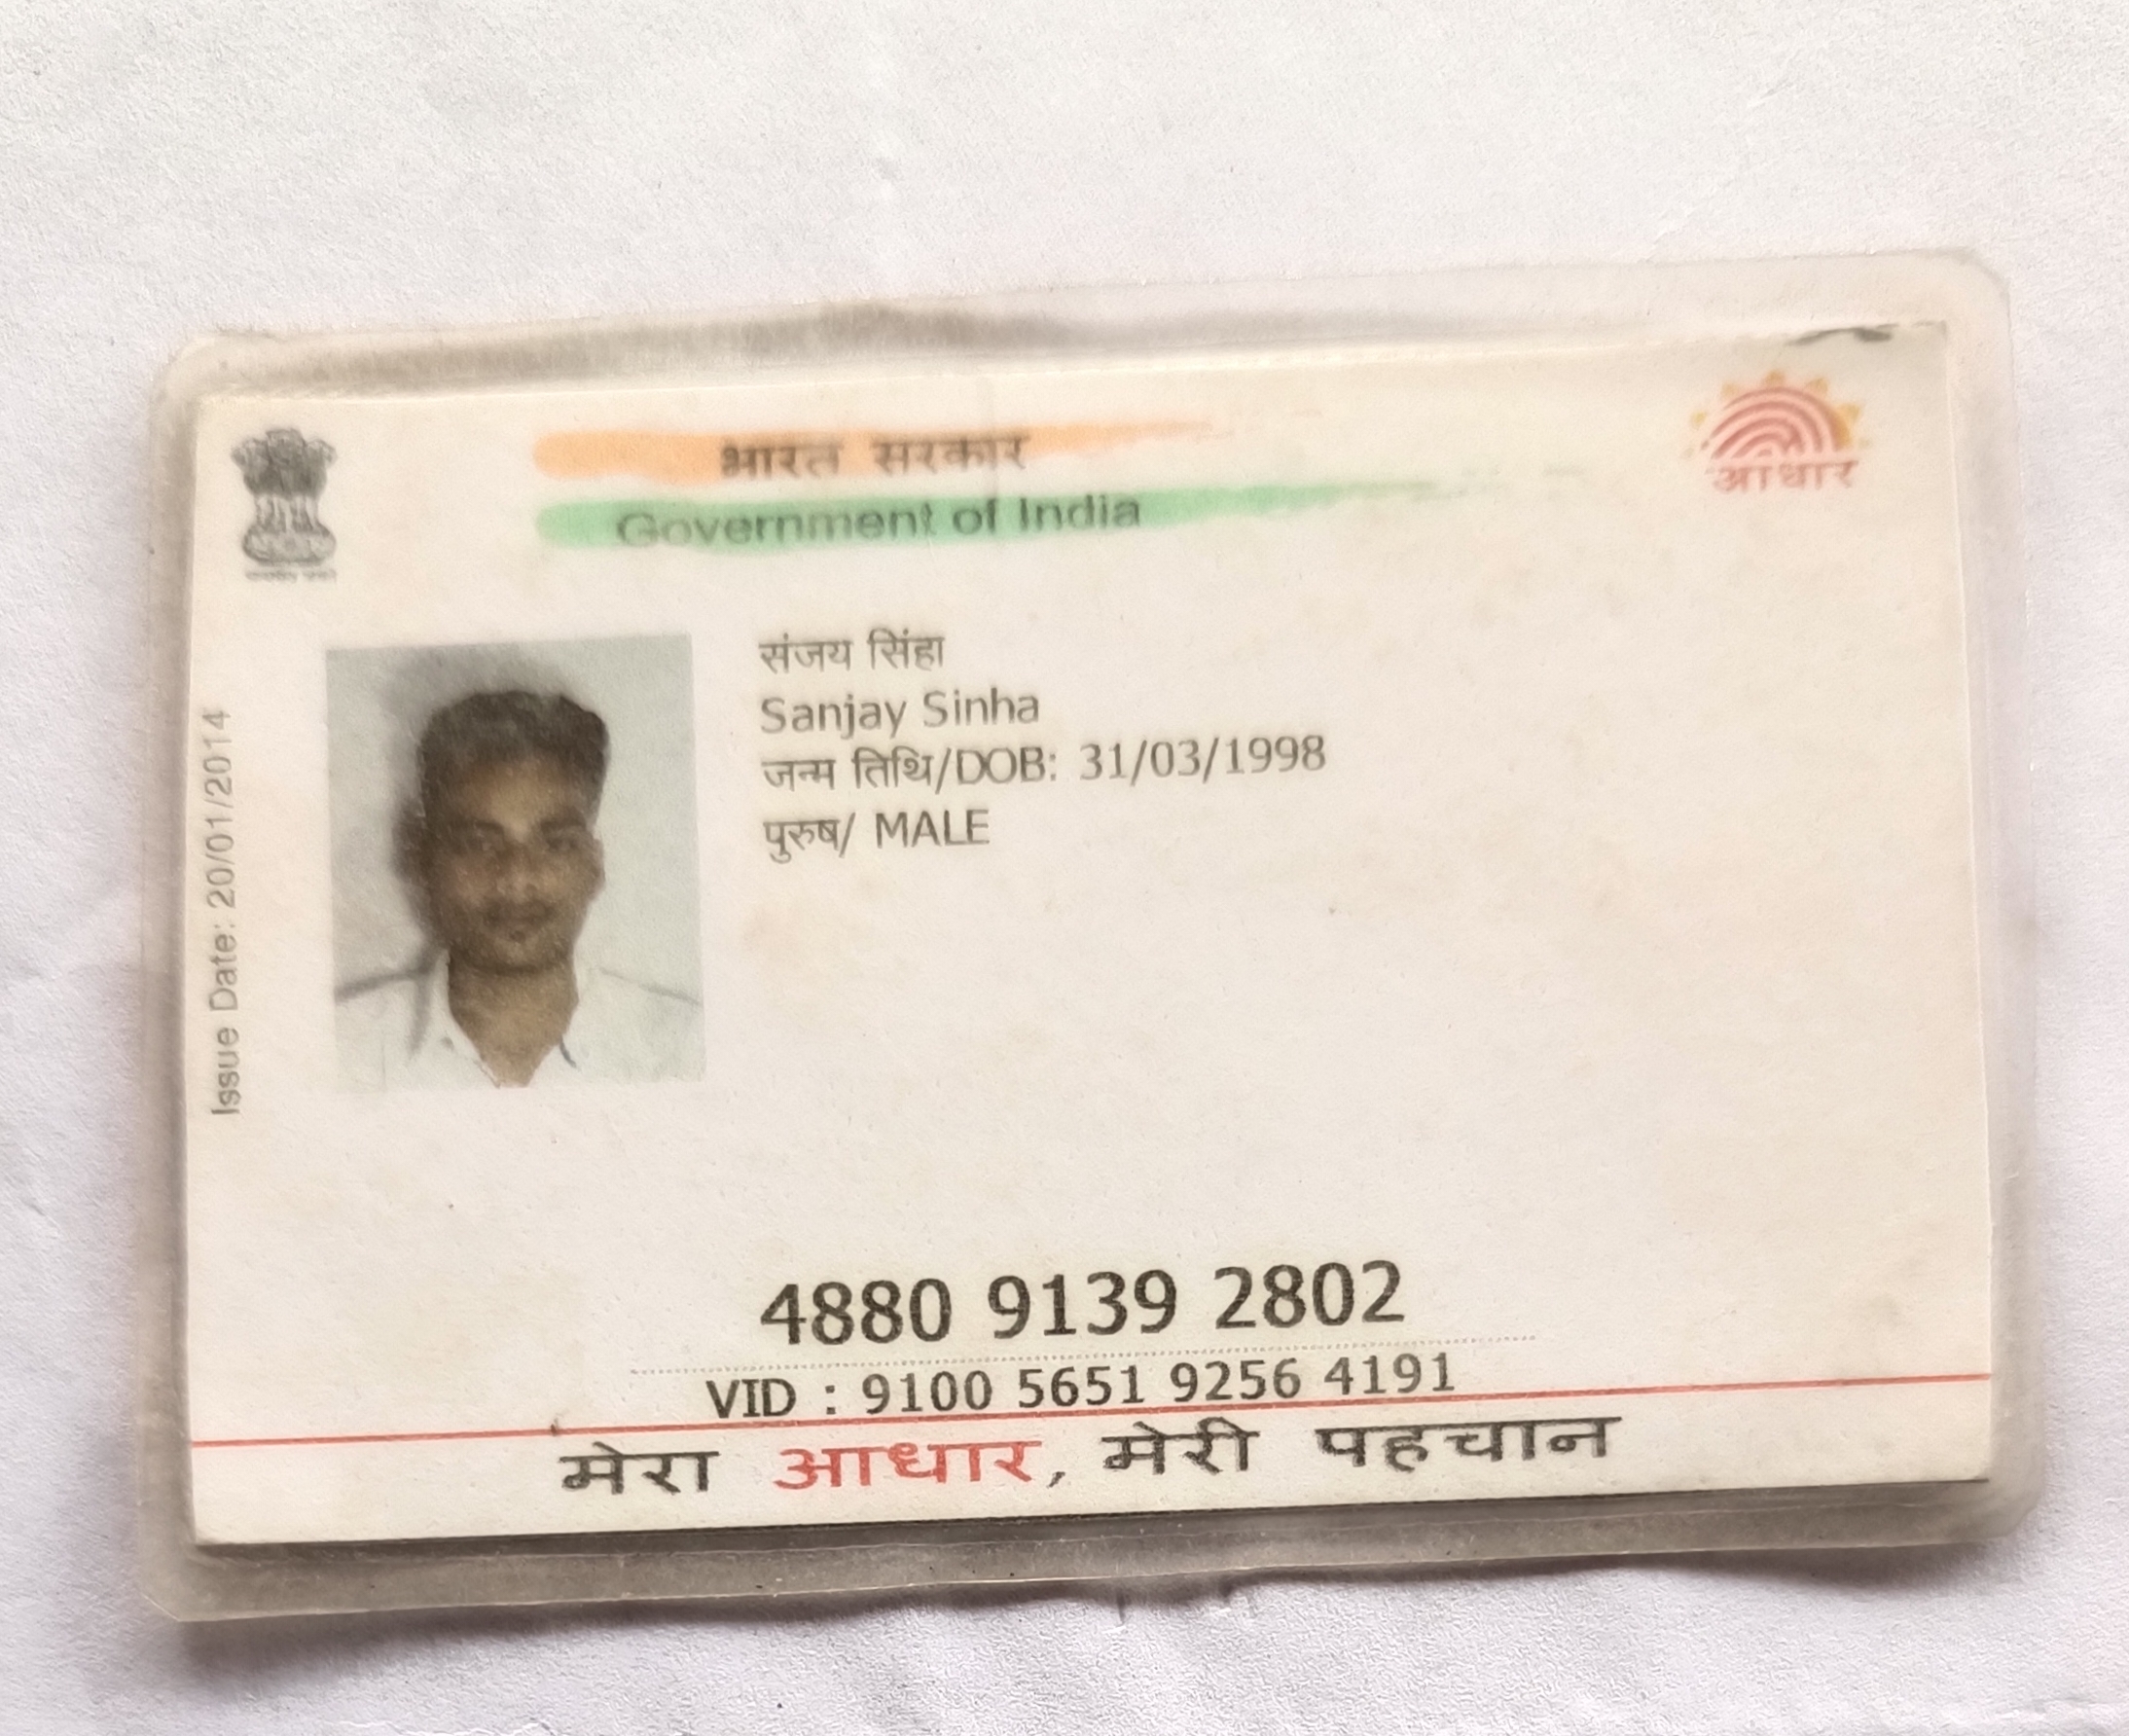 भारत सरकार
Government of India
आधार
Issue Date: 20/01/2014
संजय सिंहा
Sanjay Sinha
जन्म तिथि/DOB: 31/03/1998
पुरुष/ MALE
4880 9139 2802
VID : 9100 5651 9256 4191
मेरा आधार, मेरी पहचान